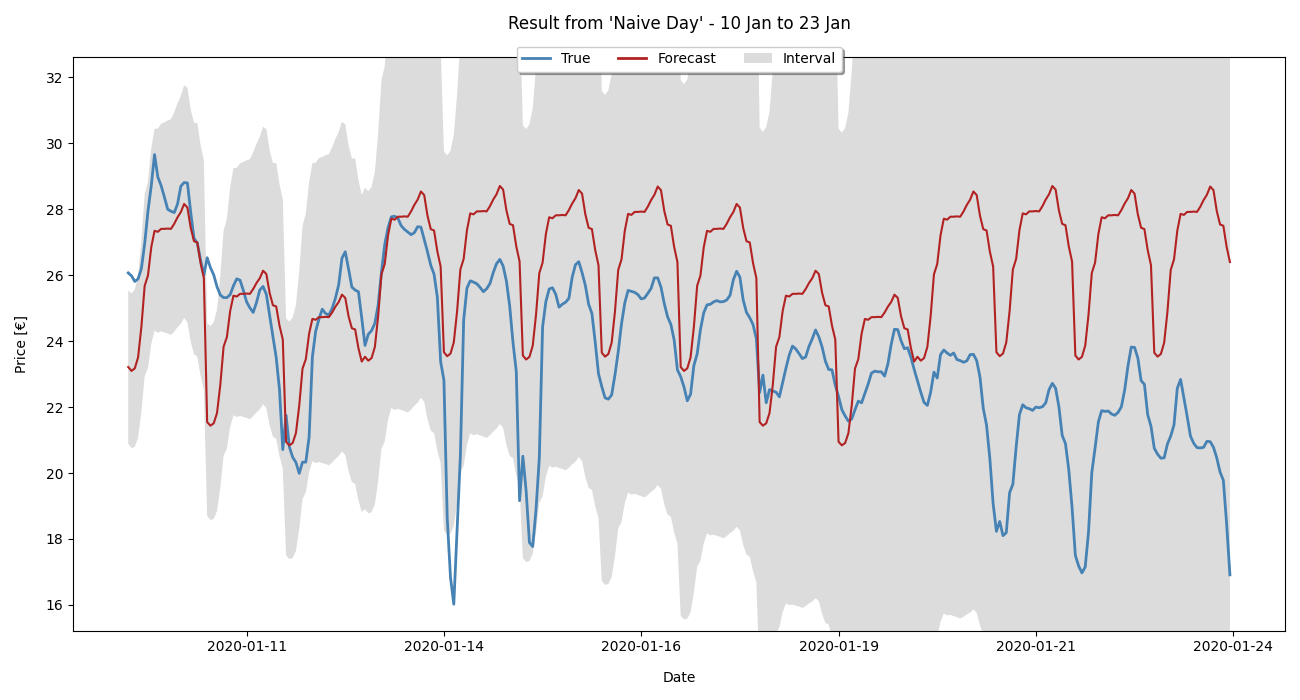 Result from 'Naive Day' - 10 Jan to 23 Jan
True Forecast Interval
32
30
28
26
24
22
20
18
16
Price [€]
2020-01-11 2020-01-14 2020-01-16 2020-01-19 2020-01-21 2020-01-24
Date